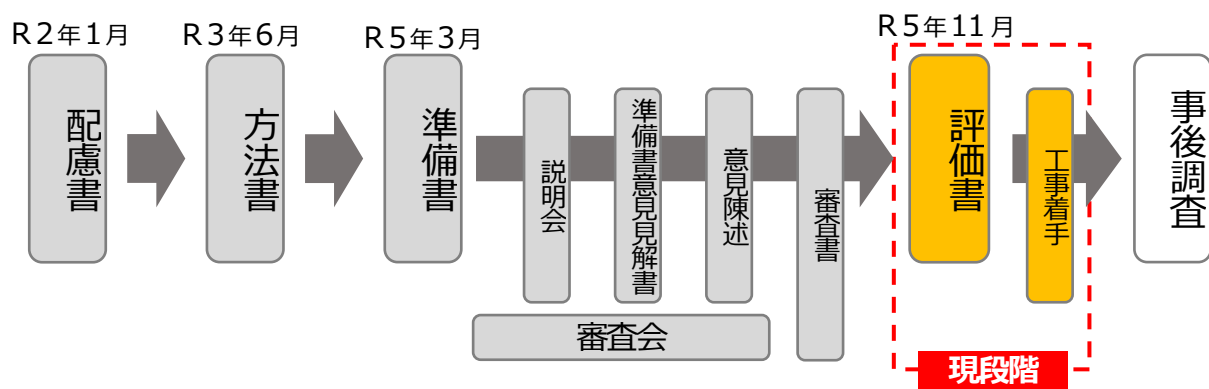 R2年1月
R3年6月
R5年3月
R5年11月
配慮書
方法書
準備書
説明会
準備書意見見解書
意見陳述
審査書
評価書
工事着手
事後調査
審査会
現段階